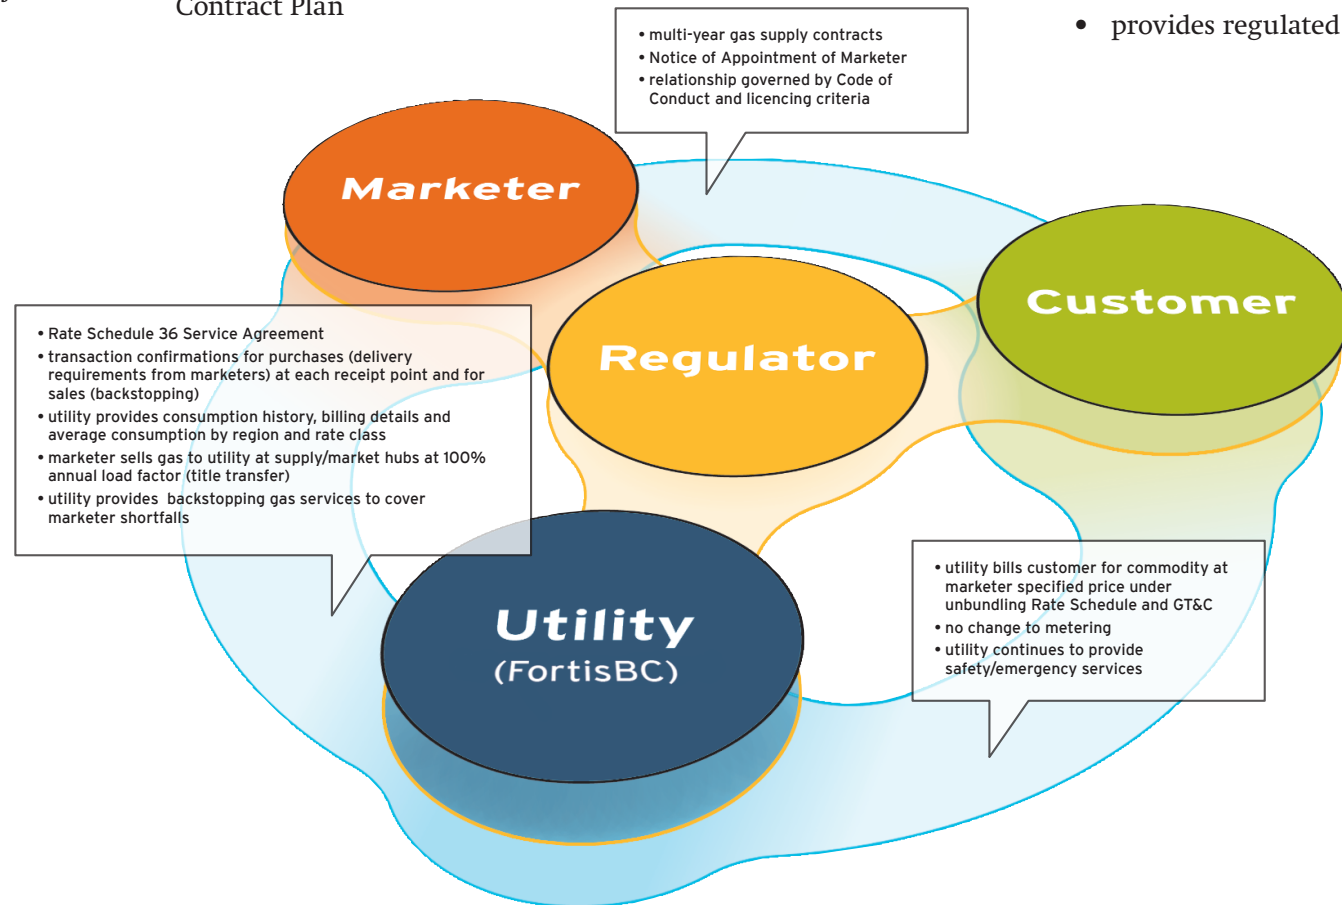 Contract Plan
• provides regulated
• multi-year gas supply contracts
• Notice of Appointment of Marketer
• relationship governed by Code of
Conduct and licencing criteria
Marketer
Customer
Regulator
• Rate Schedule 36 Service Agreement
• transaction confirmations for purchases (delivery
requirements from marketers) at each receipt point and for
sales (backstopping)
• utility provides consumption history, billing details and
average consumption by region and rate class
• marketer sells gas to utility at supply/market hubs at 100%
annual load factor (title transfer)
• utility provides backstopping gas services to cover
marketer shortfalls
Utility
(FortisBC)
• utility bills customer for commodity at
marketer specified price under
unbundling Rate Schedule and GT&C
• no change to metering
• utility continues to provide
safety/emergency services